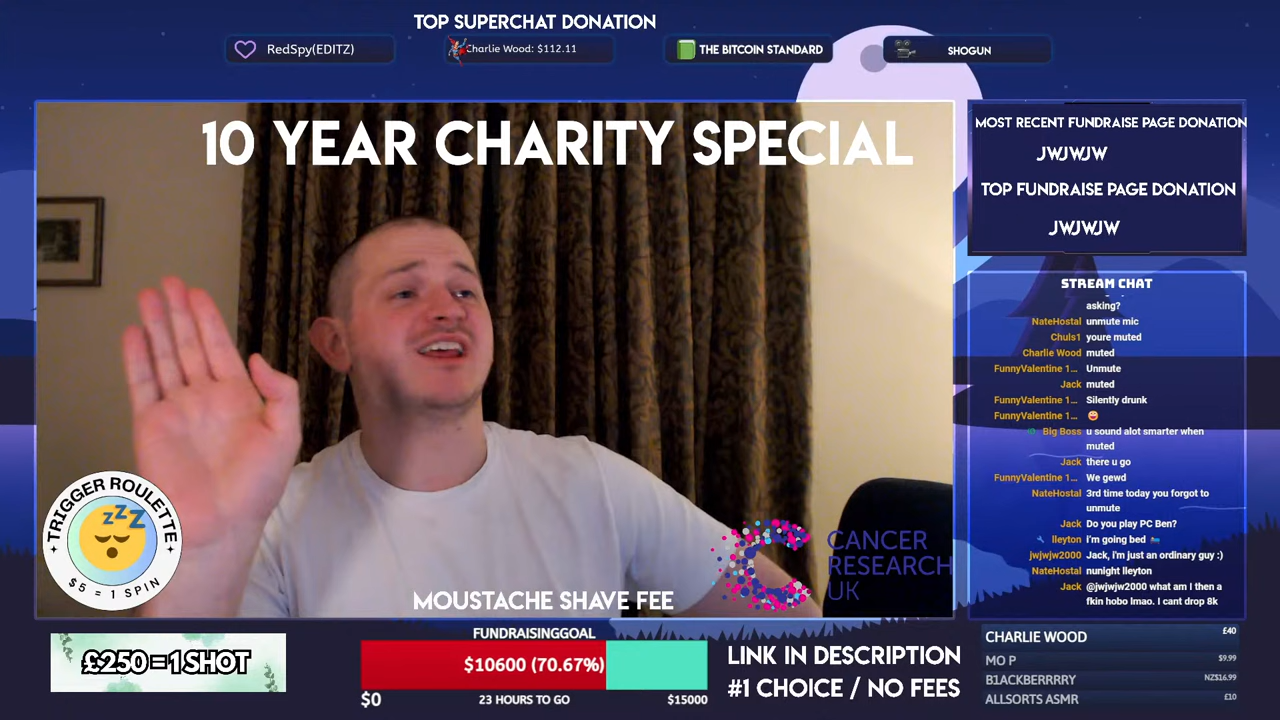 TOP SUPERCHAT DONATION
RedSpy(EDITZ)
Charlie Wood: $112.11
THE BITCOIN STANDARD
SHOGUN
10 YEAR CHARITY SPECIAL
MOST RECENT FUNDRAISE PAGE DONATION
JWJWJW
TOP FUNDRAISE PAGE DONATION
JWJWJW
STREAM CHAT
asking?
NateHostal unmute mic
Chuls1 youre muted
Charlie Wood muted
FunnyValentine 1... Unmute
Jack muted
FunnyValentine 1... Silently drunk
FunnyValentine 1... 😄
Big Boss u sound alot smarter when
muted
Jack there u go
FunnyValentine 1... We gewd
NateHostal 3rd time today you forgot to
unmute
Jack Do you play PC Ben?
lleyton i'm going bed 🛌
jwjwjw2000 Jack, I'm just an ordinary guy :)
NateHostal nunight lleyton
Jack @jwjwjw2000 what am I then a
fkin hobo lmao. I cant drop 8k
TRIGGER ROULETTE
zzz
$5 = 1 SPIN
CANCER
RESEARCH
UK
MOUSTACHE SHAVE FEE
£250 = 1 SHOT
FUNDRAISINGGOAL
$10600 (70.67%)
$0
23 HOURS TO GO
$15000
LINK IN DESCRIPTION
#1 CHOICE / NO FEES
CHARLIE WOOD £40
MO P $9.99
B1ACKBERRRRY NZ$16.99
ALLSORTS ASMR £10